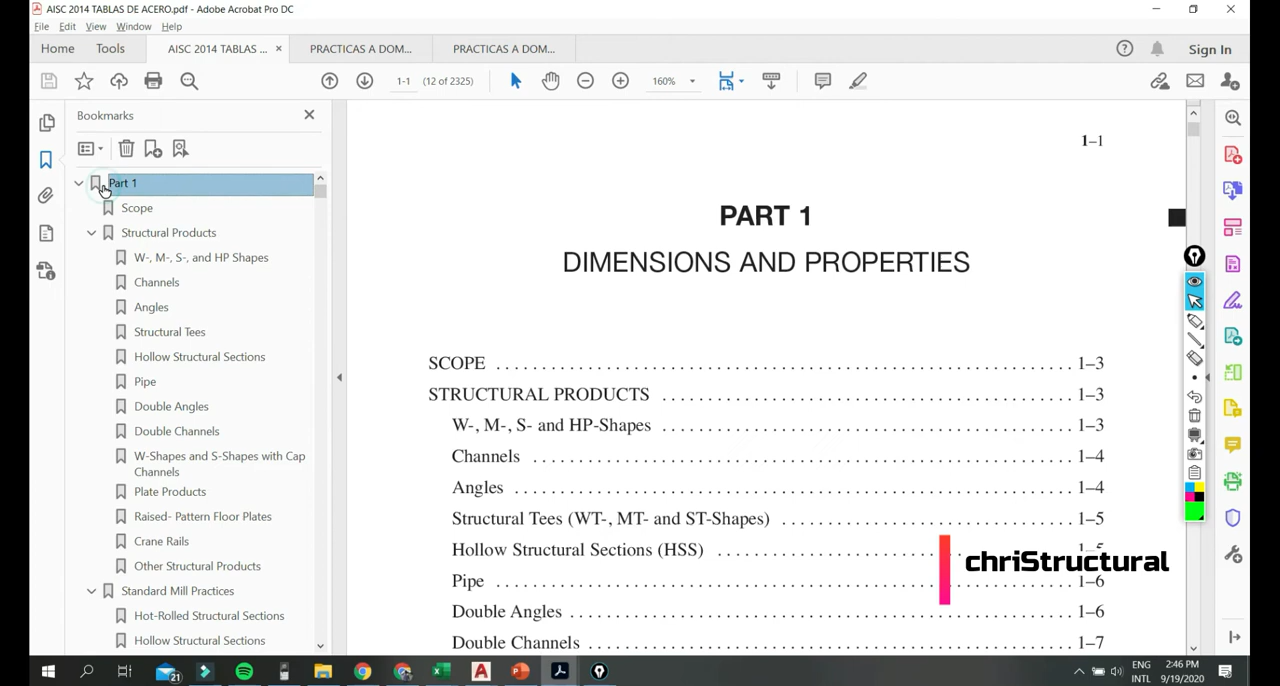 AISC 2014 TABLAS DE ACERO.pdf - Adobe Acrobat Pro DC
File Edit View Window Help
Home Tools AISC 2014 TABLAS ... × PRACTICAS A DOM... PRACTICAS A DOM... Sign In
1-1 (12 of 2325) 160%
Bookmarks
Part 1
Scope
Structural Products
W-, M-, S-, and HP Shapes
Channels
Angles
Structural Tees
Hollow Structural Sections
Pipe
Double Angles
Double Channels
W-Shapes and S-Shapes with Cap
Channels
Plate Products
Raised- Pattern Floor Plates
Crane Rails
Other Structural Products
Standard Mill Practices
Hot-Rolled Structural Sections
Hollow Structural Sections
1–1
PART 1
DIMENSIONS AND PROPERTIES
SCOPE . . . . . . . . . . . . . . . . . . . . 1–3
STRUCTURAL PRODUCTS . . . . . . . . . . . . . . . . . . . . 1–3
W-, M-, S- and HP-Shapes . . . . . . . . . . . . . . . . . . . . 1–3
Channels . . . . . . . . . . . . . . . . . . . . 1–4
Angles . . . . . . . . . . . . . . . . . . . . 1–4
Structural Tees (WT-, MT- and ST-Shapes) . . . . . . . . . . . . . . . . . . . . 1–5
Hollow Structural Sections (HSS) . . . . . . . . . . . . . . . . . . . . 1–5
chriStructural
Pipe . . . . . . . . . . . . . . . . . . . . 1–6
Double Angles . . . . . . . . . . . . . . . . . . . . 1–6
Double Channels . . . . . . . . . . . . . . . . . . . . 1–7
21
ENG
INTL
2:46 PM
9/19/2020